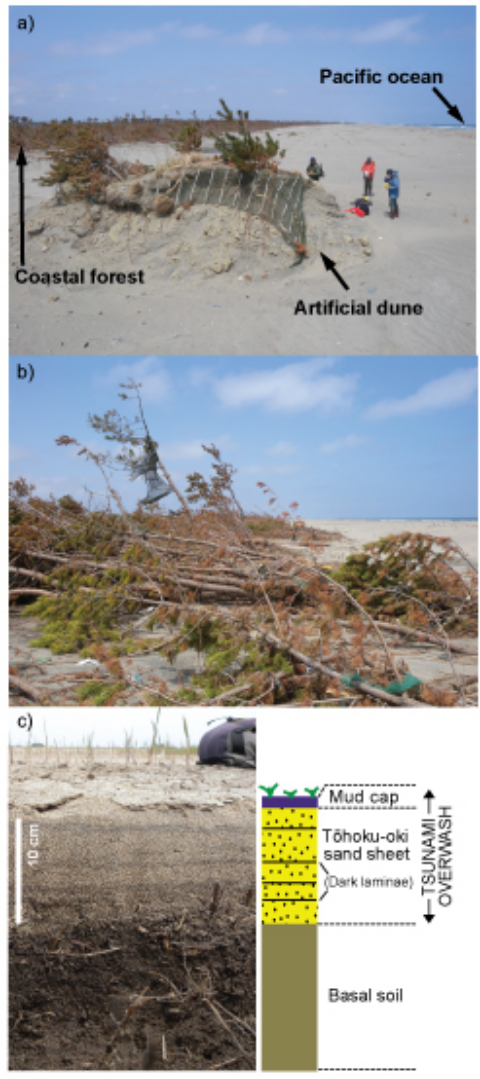 a)
Pacific ocean
Coastal forest
Artificial dune
b)
c)
10 cm
Mud cap
Tōhoku-oki
sand sheet
(Dark laminae)
Basal soil
TSUNAMI
OVERWASH